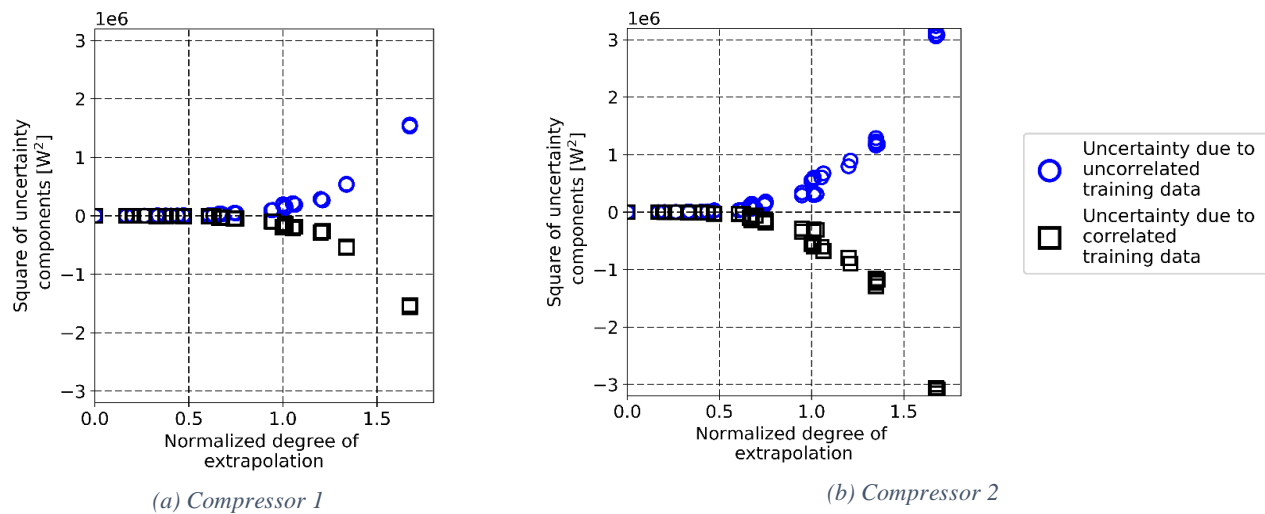 1e6
3
2
1
0
−1
−2
−3
Square of uncertainty
components [W²]
0.0
0.5
1.0
1.5
Normalized degree of
extrapolation
(a) Compressor 1
1e6
3
2
1
0
−1
−2
−3
Square of uncertainty
components [W²]
0.0
0.5
1.0
1.5
Normalized degree of
extrapolation
(b) Compressor 2
Uncertainty due to
uncorrelated
training data
Uncertainty due to
correlated
training data